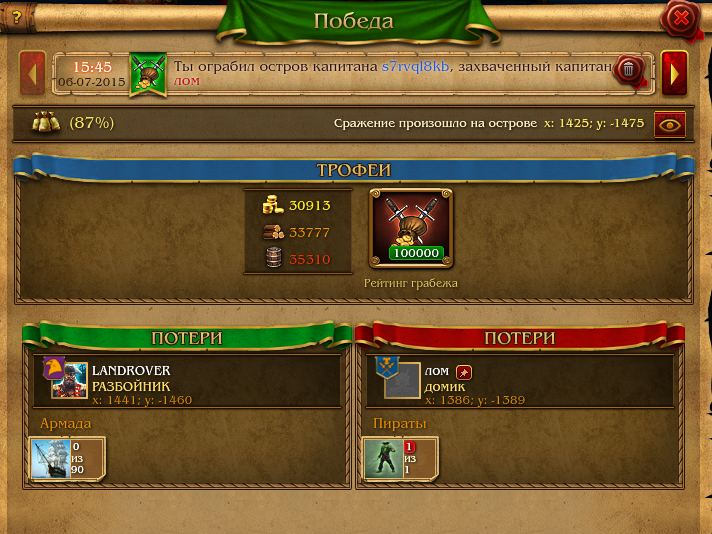 ?
Победа
15:45
06-07-2015
Ты ограбил остров капитана s7rvql8kb, захваченный капитан
лом
(87%)
Сражение произошло на острове x: 1425; y: -1475
ТРОФЕИ
30913
33777
35310
100000
Рейтинг грабежа
ПОТЕРИ
LANDROVER
РАЗБОЙНИК
x: 1441; y: -1460
Армада
0
из
90
ПОТЕРИ
лом
домик
x: 1386; y: -1389
Пираты
1
из
1